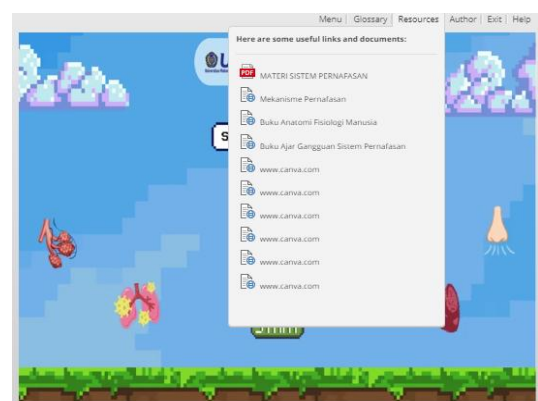 Menu Glossary Resources Author Exit Help
Here are some useful links and documents:
PDF MATERI SISTEM PERNAFASAN
Mekanisme Pernafasan
Buku Anatomi Fisiologi Manusia
Buku Ajar Gangguan Sistem Pernafasan
www.canva.com
www.canva.com
www.canva.com
www.canva.com
www.canva.com
www.canva.com
U
S